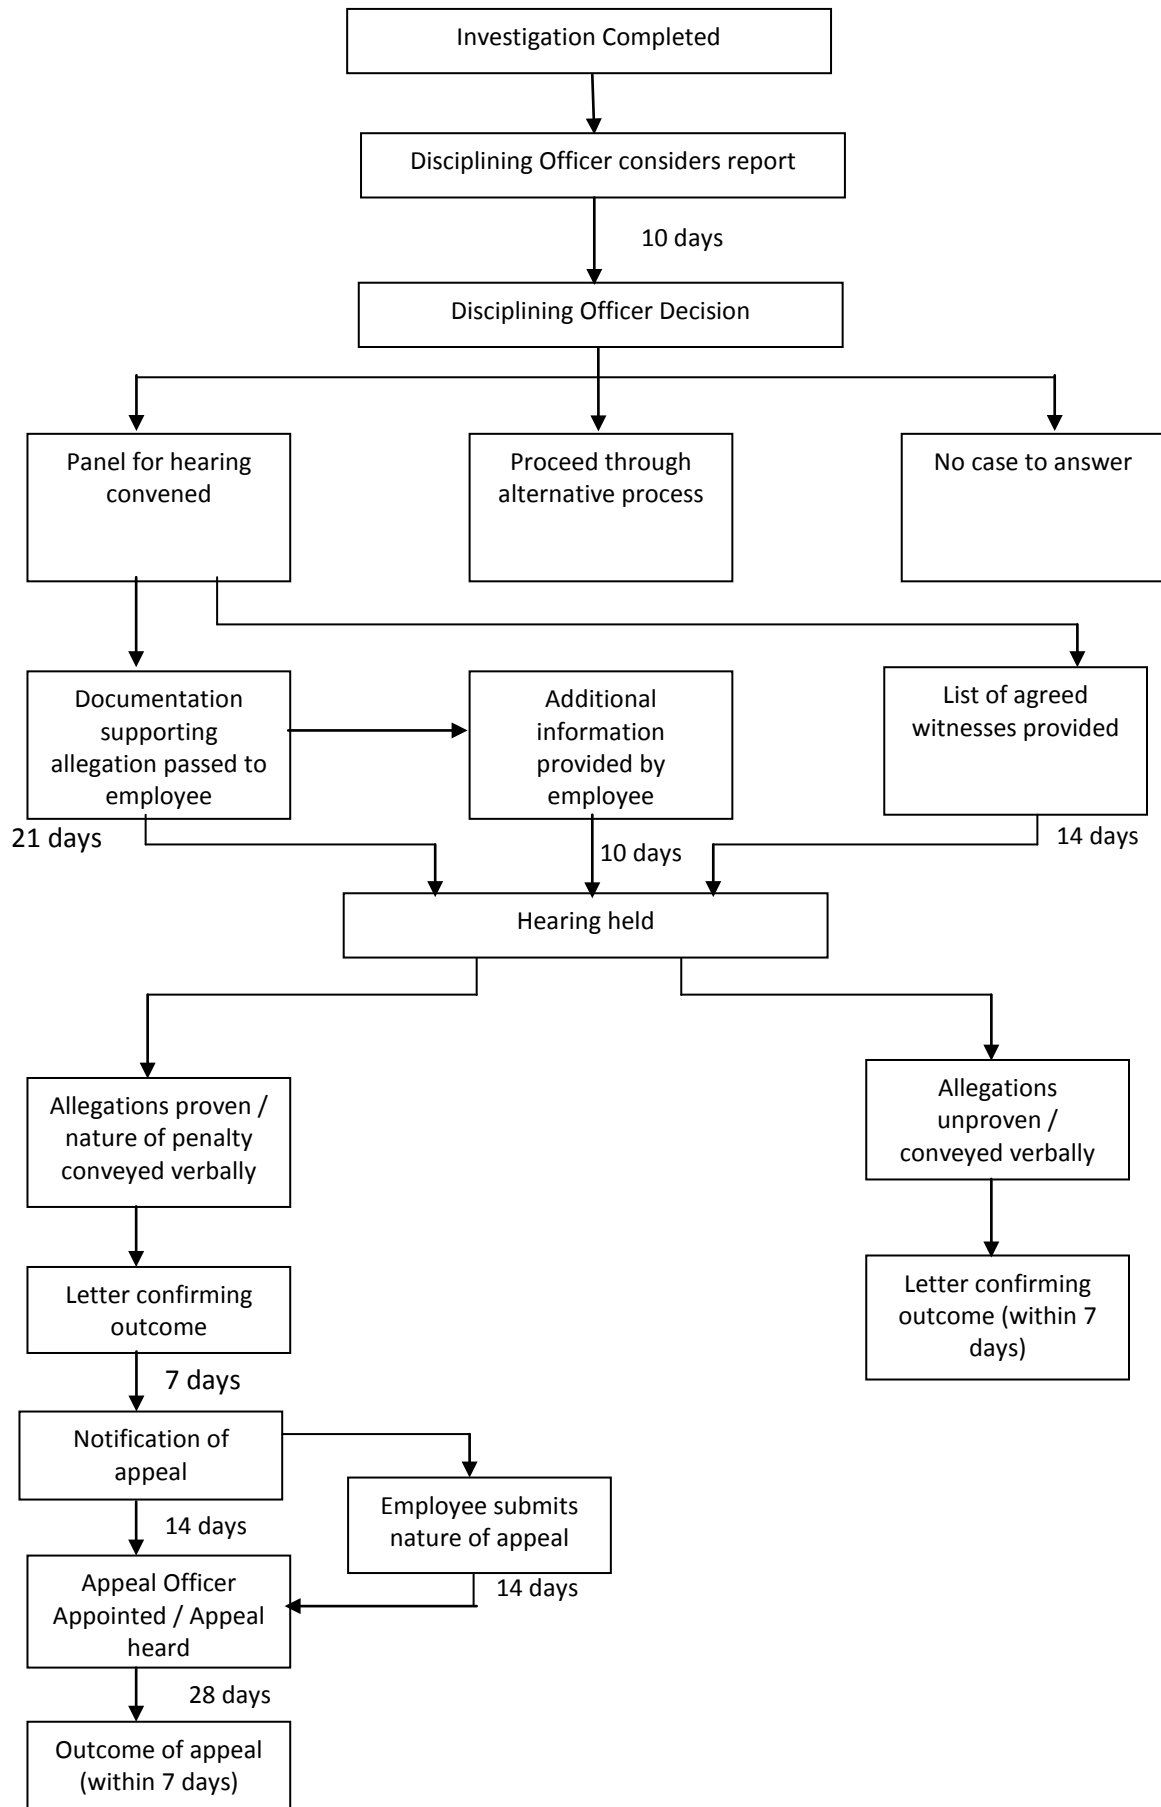 Investigation Completed
Disciplining Officer considers report
10 days
Disciplining Officer Decision
Panel for hearing
convened
Proceed through
alternative process
No case to answer
Documentation
supporting
allegation passed to
employee
Additional
information
provided by
employee
List of agreed
witnesses provided
21 days
10 days
14 days
Hearing held
Allegations proven /
nature of penalty
conveyed verbally
Allegations
unproven /
conveyed verbally
Letter confirming
outcome
Letter confirming
outcome (within 7
days)
7 days
Notification of
appeal
Employee submits
nature of appeal
14 days
14 days
Appeal Officer
Appointed / Appeal
heard
28 days
Outcome of appeal
(within 7 days)